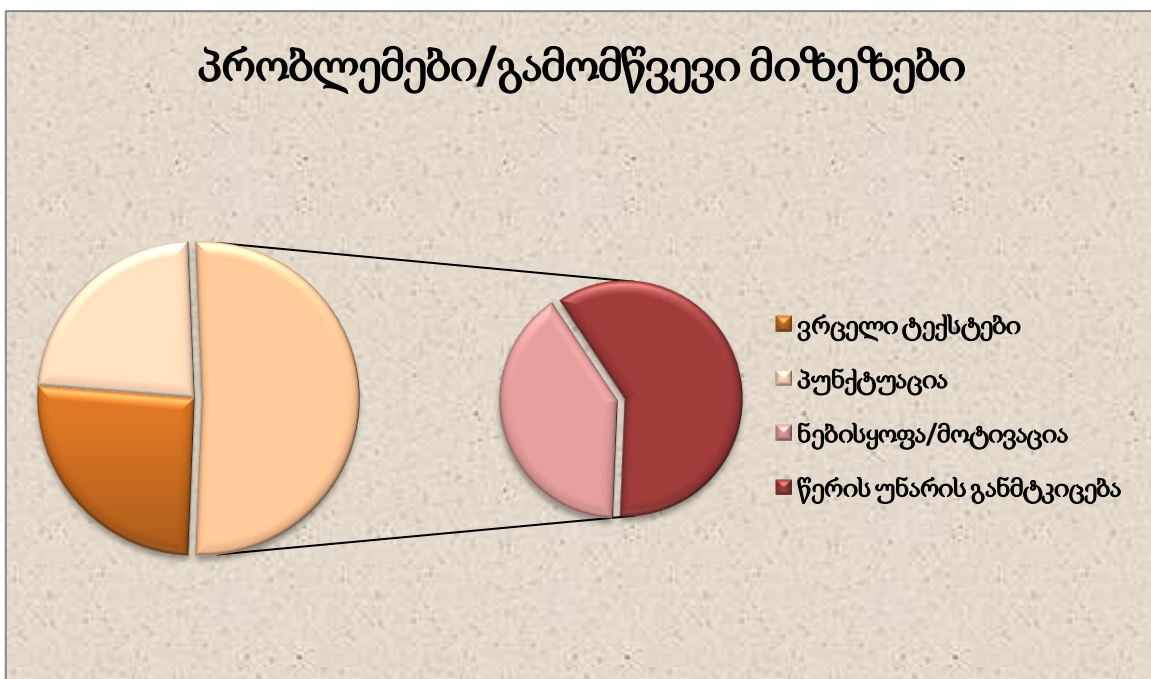 პრობლემები/გამომწვევი მიზეზები
ვრცელი ტექსტები
პუნქტუაცია
ნებისყოფა/მოტივაცია
წერის უნარის განმტკიცება